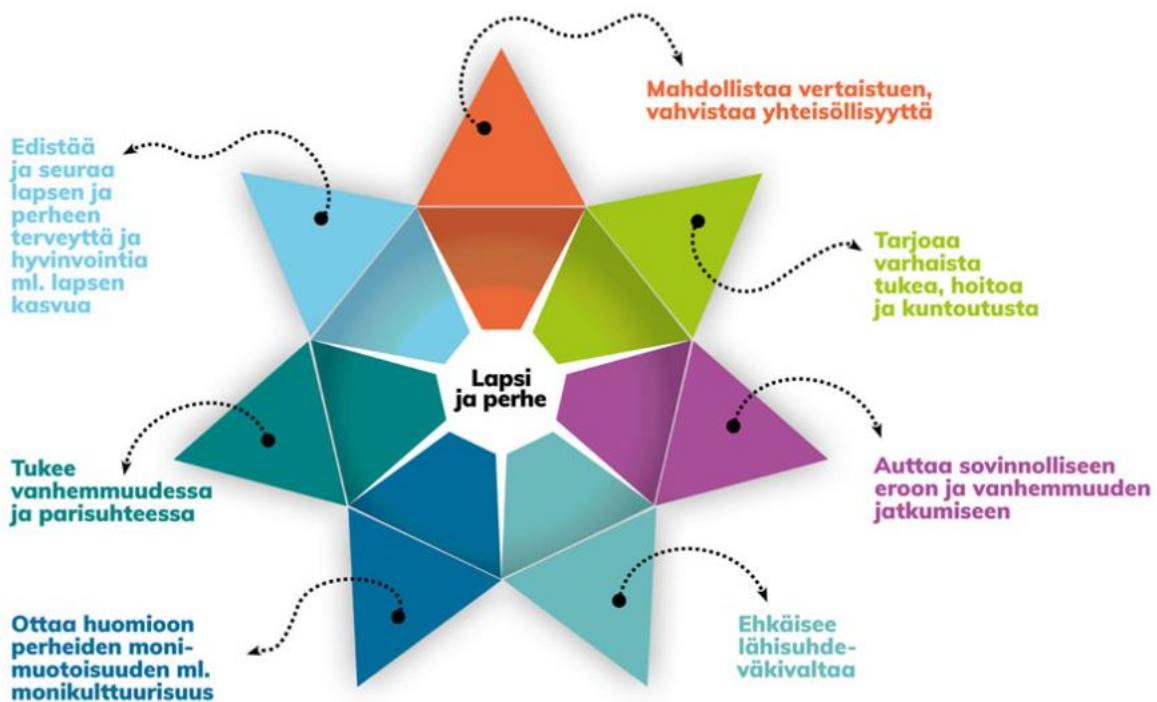 Mahdollistaa vertaistuen,
vahvistaa yhteisöllisyyttä
Edistää
ja seuraa
lapsen ja
perheen
terveyttä ja
hyvinvointia
ml. lapsen
kasvua
Tarjoaa
varhaista
tukea, hoitoa
ja kuntoutusta
Lapsi
ja perhe
Tukee
vanhemmuudessa
ja parisuhteessa
Auttaa sovinnolliseen
eroon ja vanhemmuuden
jatkumiseen
Ottaa huomioon
perheiden moni-
muotoisuuden ml.
monikulttuurisuus
Ehkäisee
lähisuhde-
väkivaltaa